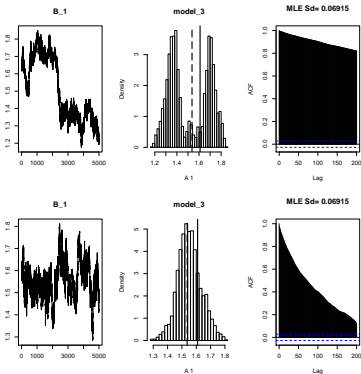 B_1
model_3
MLE Sd= 0.06915
1.2 1.3 1.4 1.5 1.6 1.7 1.8
0 1000 3000 5000
Density
0 1 2 3
1.2 1.4 1.6 1.8
A 1
ACF
0.0 0.2 0.4 0.6 0.8 1.0
0 50 100 150 200
Lag
B_1
model_3
MLE Sd= 0.06915
1.3 1.4 1.5 1.6 1.7 1.8
0 1000 3000 5000
Density
0 1 2 3 4 5
1.3 1.4 1.5 1.6 1.7 1.8
A 1
ACF
0.0 0.2 0.4 0.6 0.8 1.0
0 50 100 150 200
Lag